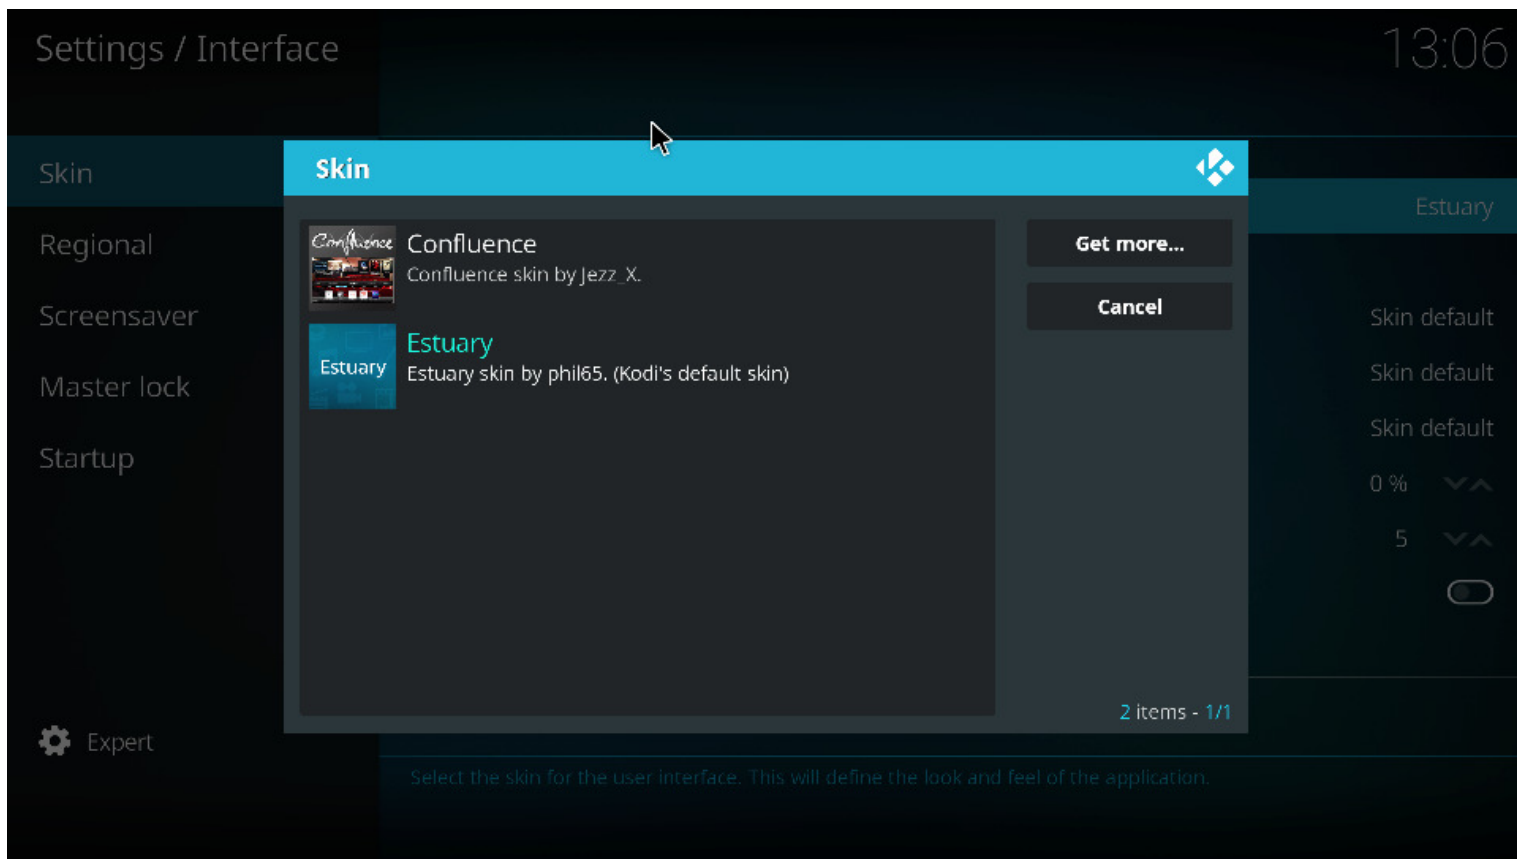 Settings / Interface
13:06
Skin
Skin
Estuary
Regional
Screensaver
Master lock
Startup
Confluence
Confluence
Confluence skin by Jezz_X.
Estuary
Estuary
Estuary skin by phil65. (Kodi's default skin)
Get more...
Cancel
Skin default
Skin default
Skin default
0 %
5
2 items - 1/1
Expert
Select the skin for the user interface. This will define the look and feel of the application.